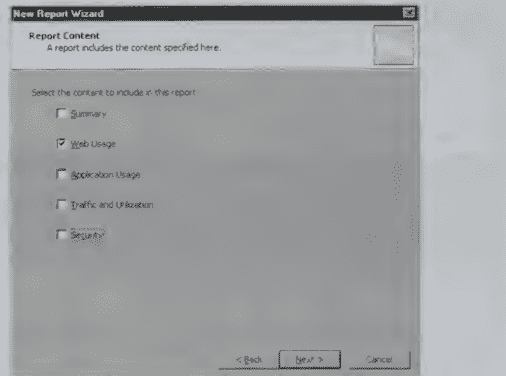 New Report Wizard
Report Content
A report includes the content specified here.
Select the content to include in this report
Summary
Web Usage
Application Usage
Traffic and Utilization
Security
< Back
Next >
Cancel